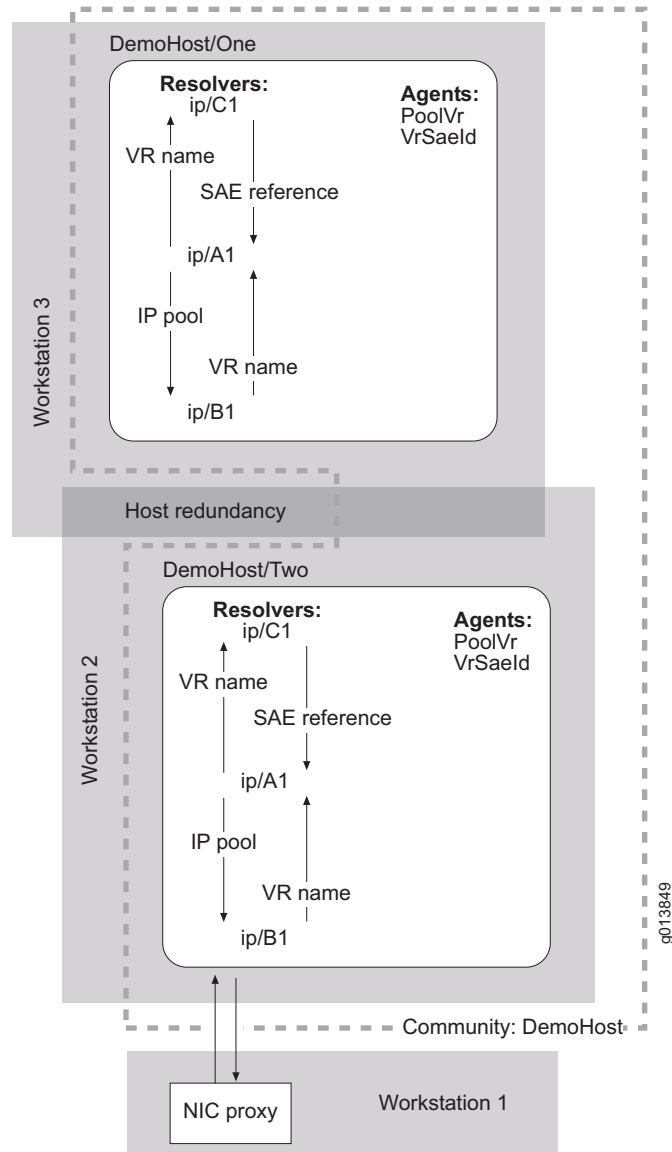 DemoHost/One
Resolvers:
ip/C1
Agents:
PoolVr
VrSaeId
VR name
SAE reference
ip/A1
IP pool
VR name
ip/B1
Workstation 3
Host redundancy
DemoHost/Two
Resolvers:
ip/C1
Agents:
PoolVr
VrSaeId
VR name
SAE reference
ip/A1
IP pool
VR name
ip/B1
Workstation 2
g013849
Community: DemoHost
NIC proxy
Workstation 1